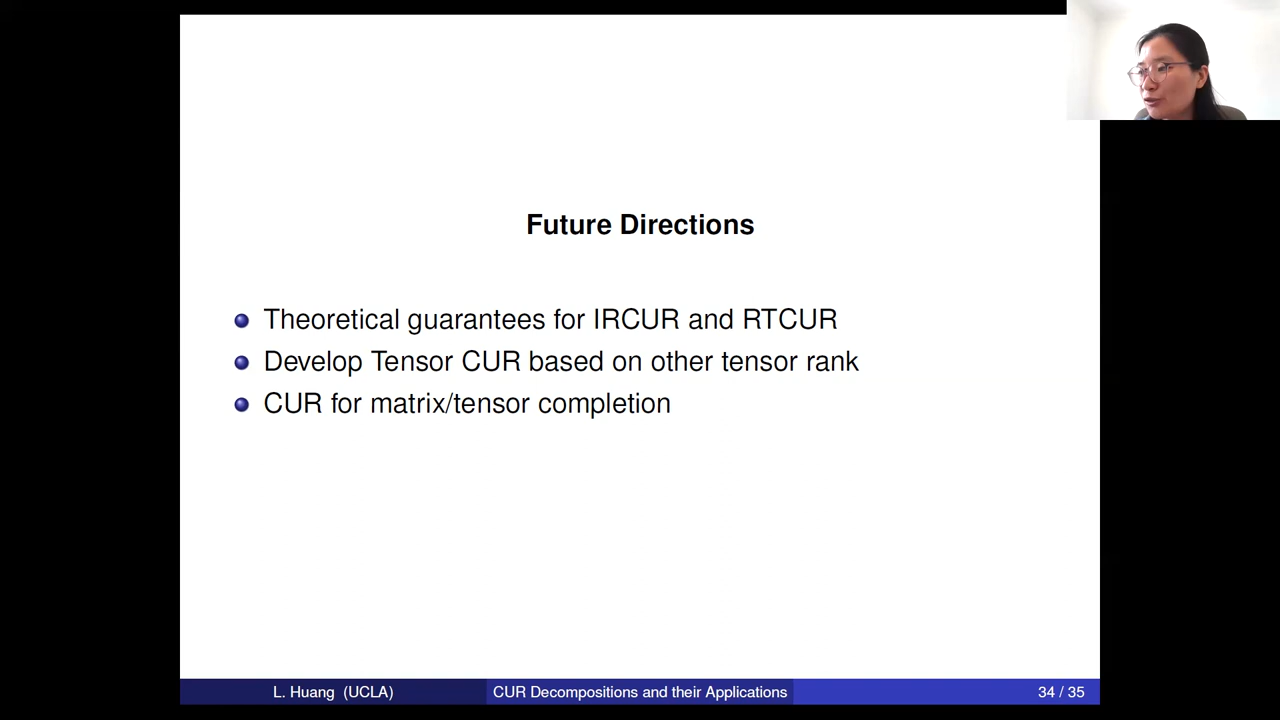 Future Directions
Theoretical guarantees for IRCUR and RTCUR
Develop Tensor CUR based on other tensor rank
CUR for matrix/tensor completion
L. Huang (UCLA)
CUR Decompositions and their Applications
34 / 35